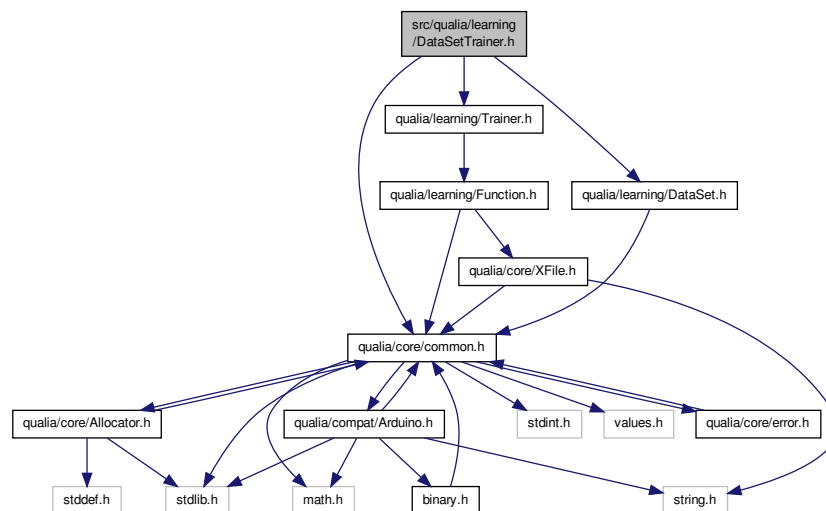 src/qualia/learning
/DataSetTrainer.h
qualia/learning/Trainer.h
qualia/learning/Function.h
qualia/learning/DataSet.h
qualia/core/XFile.h
qualia/core/common.h
qualia/core/Allocator.h
qualia/compat/Arduino.h
stdint.h
values.h
qualia/core/error.h
stddef.h
stdlib.h
math.h
binary.h
string.h